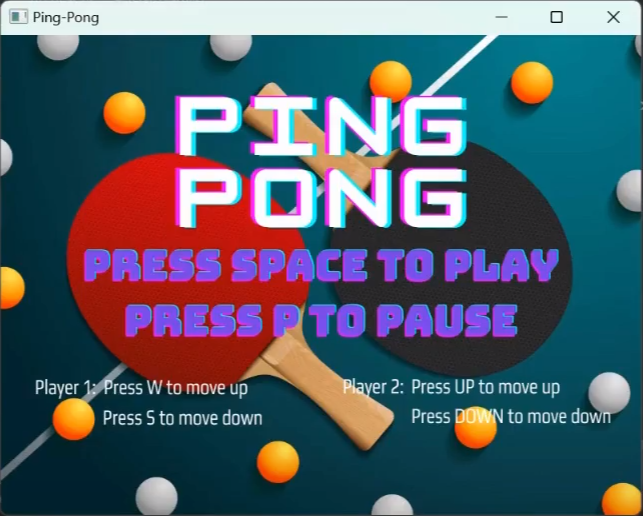 Ping-Pong
PING
PONG
PRESS SPACE TO PLAY
PRESS P TO PAUSE
Player 1: Press W to move up
Press S to move down
Player 2: Press UP to move up
Press DOWN to move down